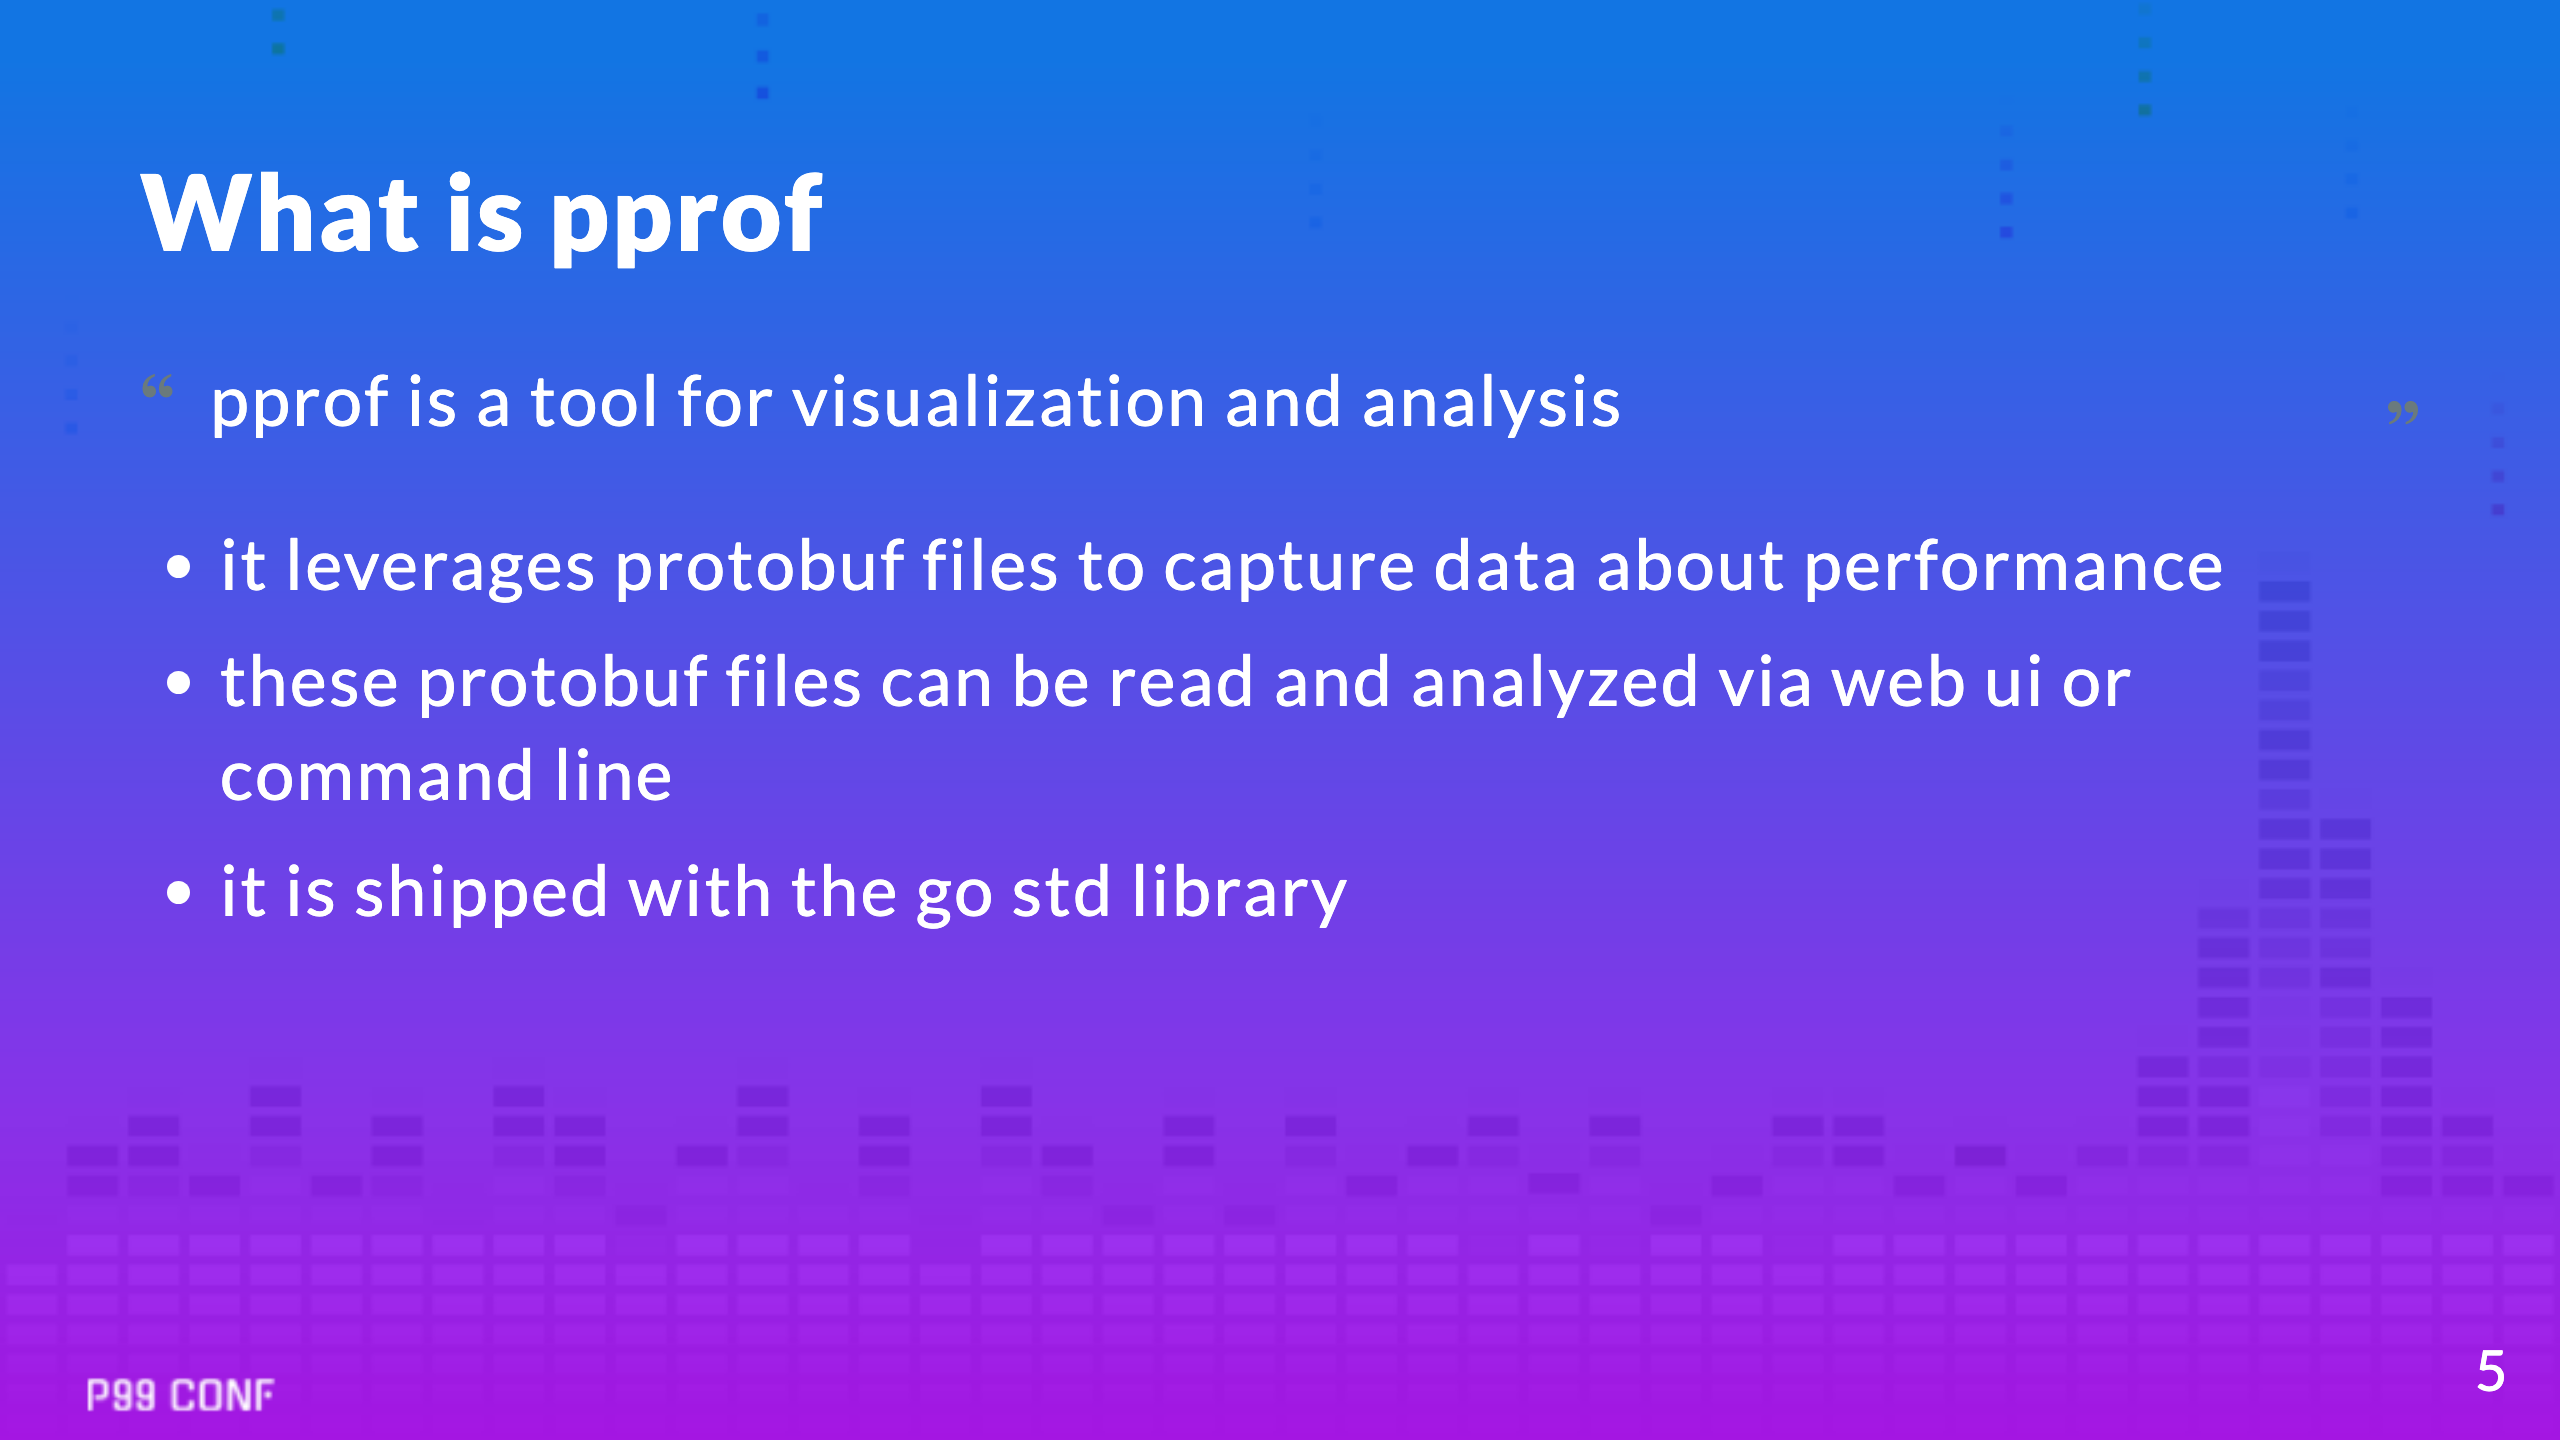 What is pprof
“ pprof is a tool for visualization and analysis ”
• it leverages protobuf files to capture data about performance
• these protobuf files can be read and analyzed via web ui or
command line
• it is shipped with the go std library
P99 CONF
5